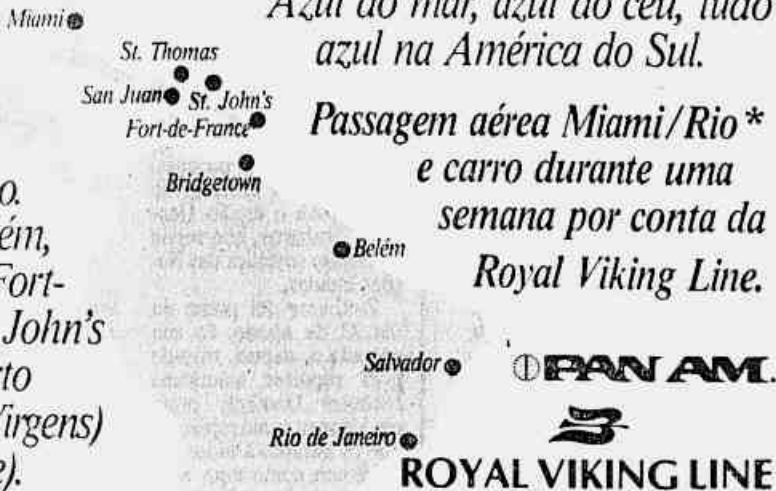 Azul do mar, azul do céu, tudo
azul na América do Sul.
Passagem aérea Miami/Rio*
e carro durante uma
semana por conta da
Royal Viking Line.
Miami
St. Thomas
San Juan
St. John's
Fort-de-France
Bridgetown
Belém
Salvador
Rio de Janeiro
o.
ém,
Fort-
John's
to
Virgens)
e).
PAN AM.
ROYAL VIKING LINE